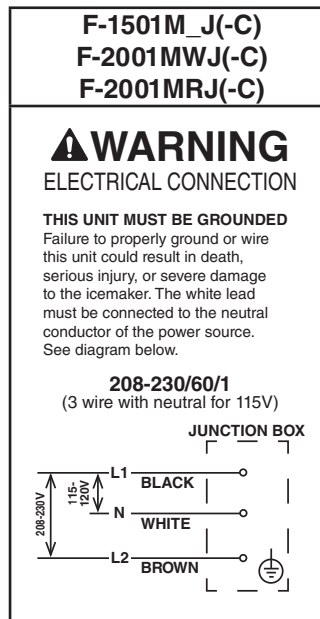 F-1501M_J(-C)
F-2001MWJ(-C)
F-2001MRJ(-C)
WARNING
ELECTRICAL CONNECTION
THIS UNIT MUST BE GROUNDED
Failure to properly ground or wire
this unit could result in death,
serious injury, or severe damage
to the icemaker. The white lead
must be connected to the neutral
conductor of the power source.
See diagram below.
208-230/60/1
(3 wire with neutral for 115V)
JUNCTION BOX
L1
BLACK
115-
120V
208-230V
N
WHITE
L2
BROWN